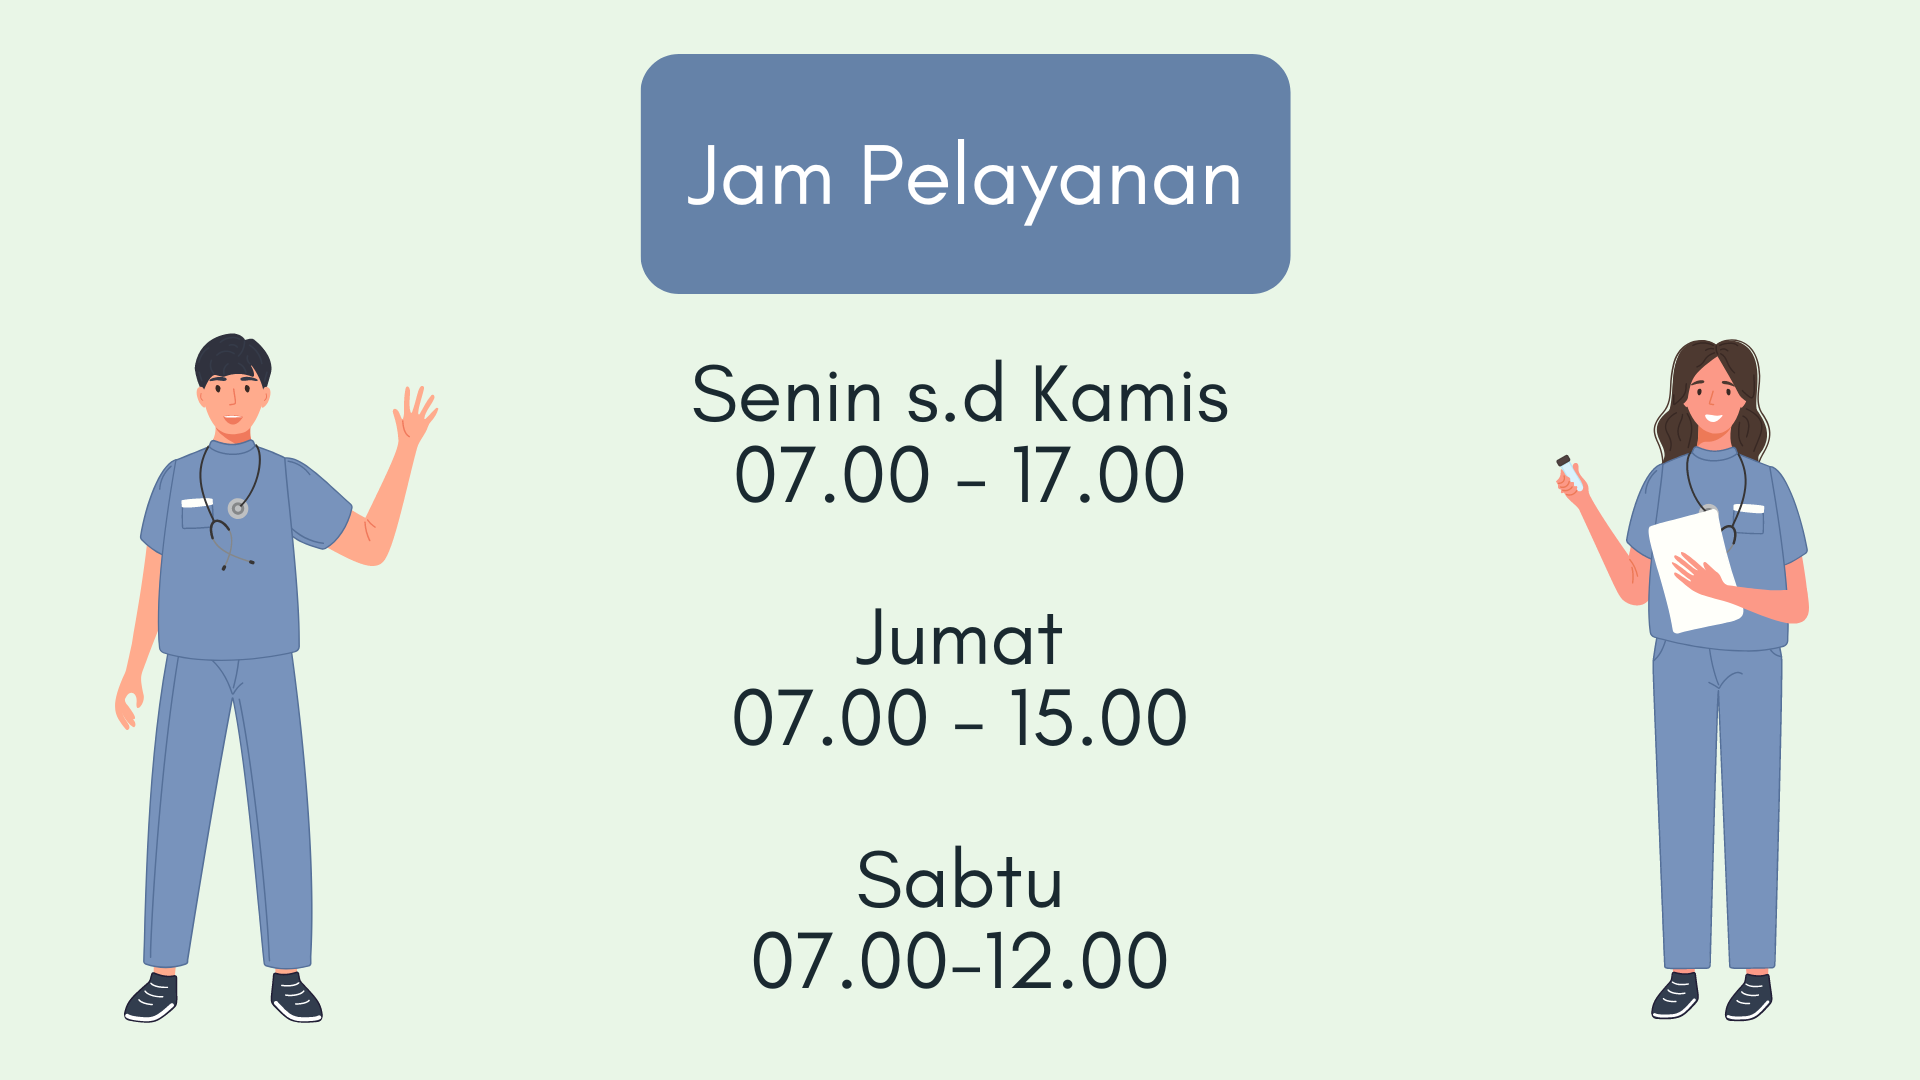 Jam Pelayanan
Senin s.d Kamis
07.00 - 17.00
Jumat
07.00 - 15.00
Sabtu
07.00-12.00